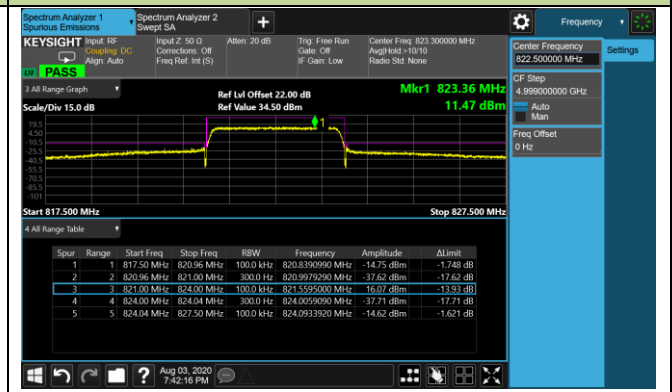 Spectrum Analyzer 1
Spurious Emissions
Spectrum Analyzer 2
Swept SA
Frequency
KEYSIGHT
Input: RF
Coupling: DC
Align: Auto
Input Z: 50 Ω
Corrections: Off
Freq Ref: Int (S)
Atten: 20 dB
Trig: Free Run
Gate: Off
IF Gain: Low
Center Freq: 823.300000 MHz
Avg|Hold:>10/10
Radio Std: None
PASS
Center Frequency
822.500000 MHz
Settings
CF Step
4.999000000 GHz
Auto
Man
Freq Offset
0 Hz
3 All Range Graph
Ref Lvl Offset 22.00 dB
Mkr1 823.36 MHz
Scale/Div 15.0 dB
Ref Value 34.50 dBm
11.47 dBm
1
19.5
4.50
-10.5
-25.5
-40.5
-55.5
-70.5
-85.5
-101
Start 817.500 MHz
Stop 827.500 MHz
4 All Range Table
Spur Range Start Freq Stop Freq RBW Frequency Amplitude ΔLimit
1 1 817.50 MHz 820.96 MHz 100.0 kHz 820.8390990 MHz -14.75 dBm -1.748 dB
2 2 820.96 MHz 821.00 MHz 300.0 Hz 820.9979290 MHz -37.62 dBm -17.62 dB
3 3 821.00 MHz 824.00 MHz 100.0 kHz 821.5595000 MHz 16.07 dBm -13.93 dB
4 4 824.00 MHz 824.04 MHz 300.0 Hz 824.0059090 MHz -37.71 dBm -17.71 dB
5 5 824.04 MHz 827.50 MHz 100.0 kHz 824.0933920 MHz -14.62 dBm -1.621 dB
Aug 03, 2020
7:42:16 PM